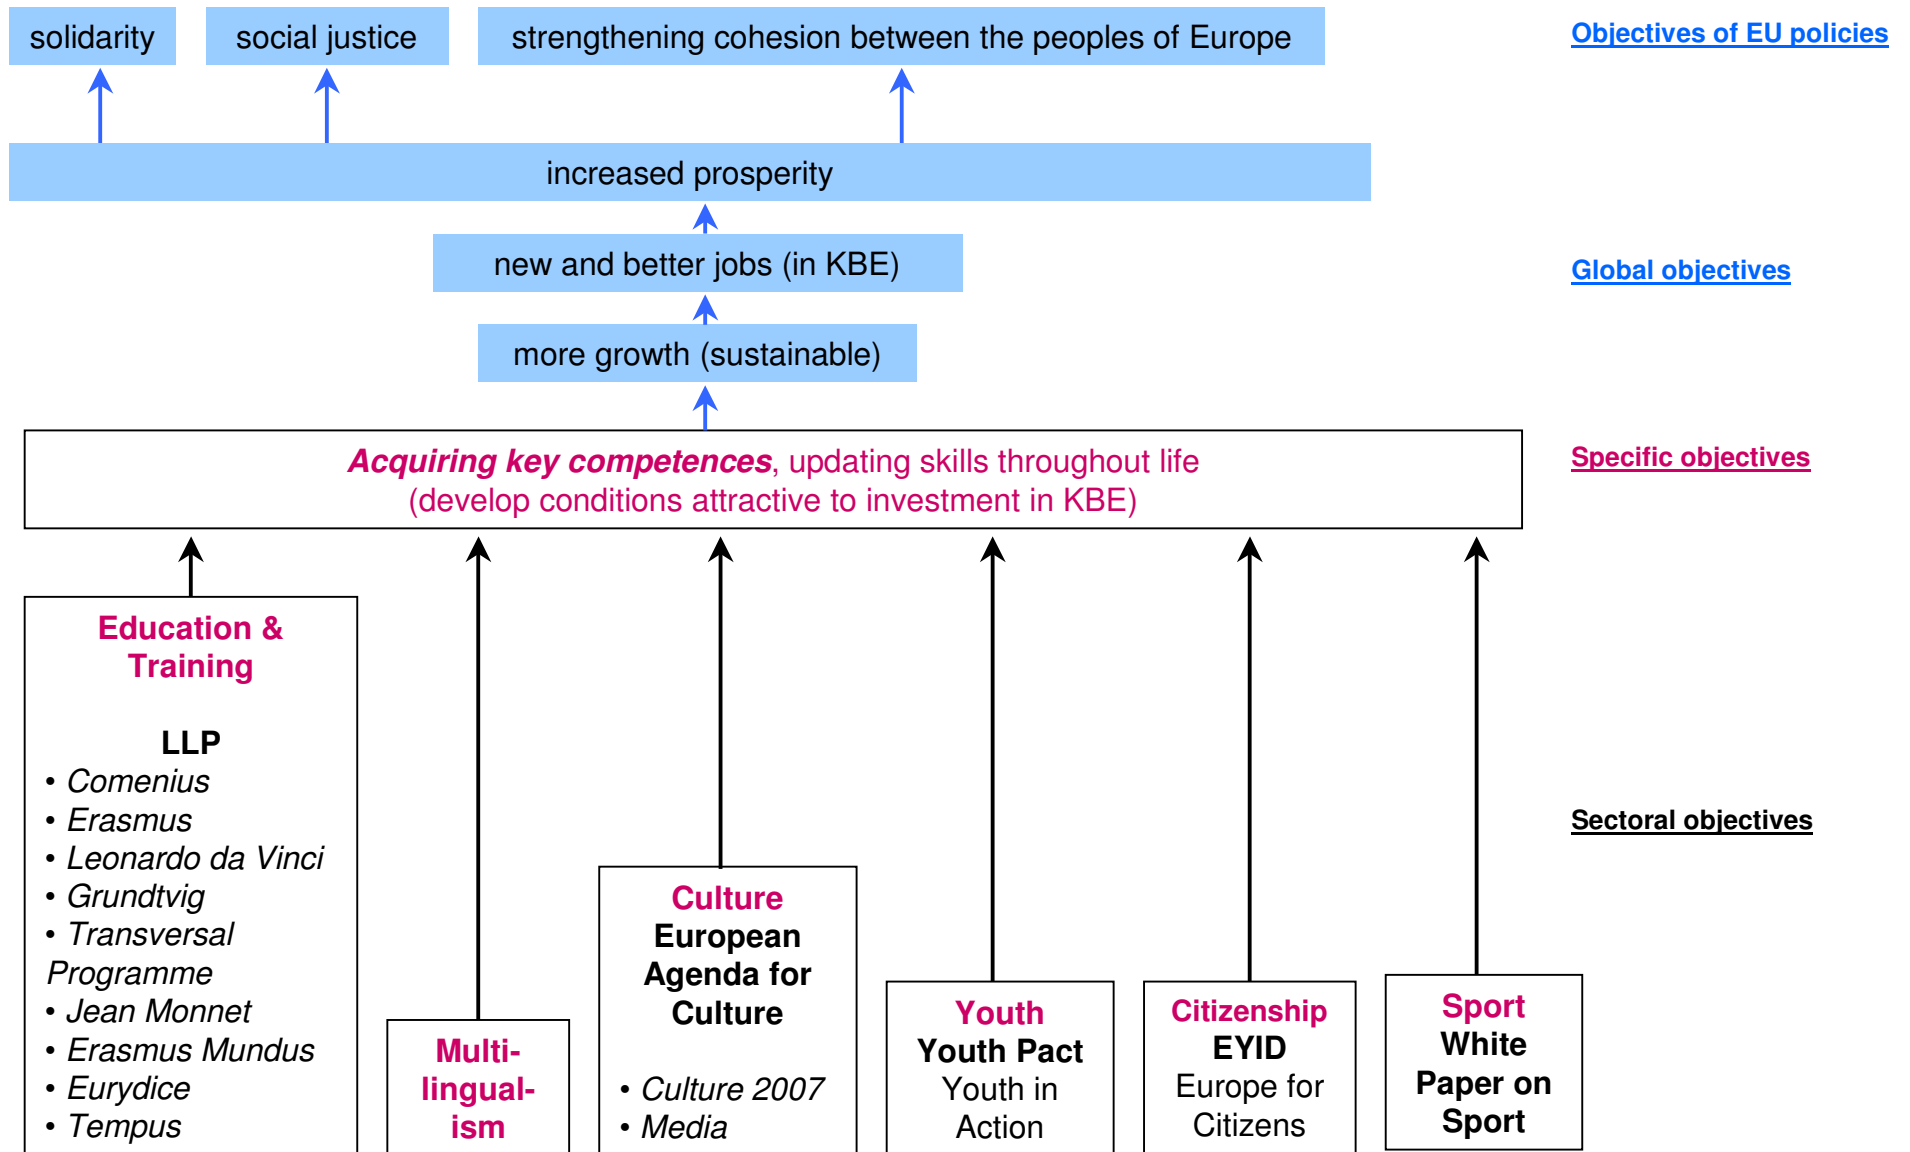 solidarity
social justice
strengthening cohesion between the peoples of Europe
Objectives of EU policies
increased prosperity
new and better jobs (in KBE)
Global objectives
more growth (sustainable)
Acquiring key competences, updating skills throughout life
(develop conditions attractive to investment in KBE)
Specific objectives
Education &
Training
LLP
• Comenius
• Erasmus
• Leonardo da Vinci
• Grundtvig
• Transversal
Programme
• Jean Monnet
• Erasmus Mundus
• Eurydice
• Tempus
Multi-
lingual-
ism
Culture
European
Agenda for
Culture
• Culture 2007
• Media
Youth
Youth Pact
Youth in
Action
Citizenship
EYID
Europe for
Citizens
Sport
White
Paper on
Sport
Sectoral objectives